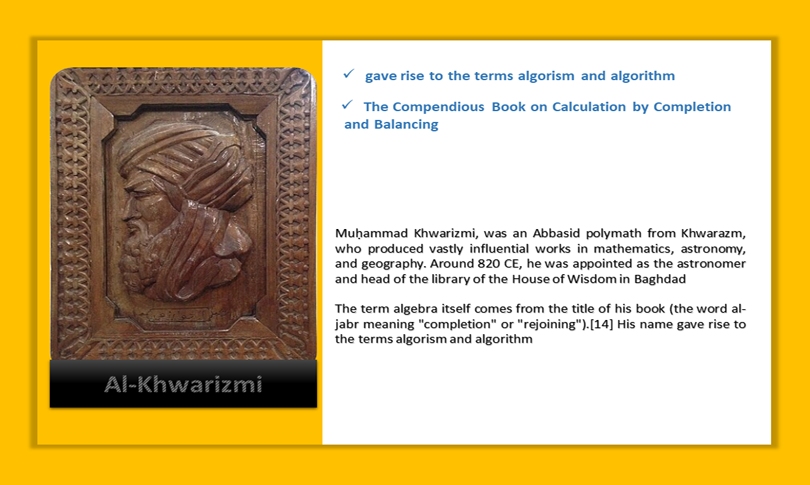 ✓ gave rise to the terms algorism and algorithm
✓ The Compendious Book on Calculation by Completion
and Balancing
Muḥammad Khwarizmi, was an Abbasid polymath from Khwarazm,
who produced vastly influential works in mathematics, astronomy,
and geography. Around 820 CE, he was appointed as the astronomer
and head of the library of the House of Wisdom in Baghdad
The term algebra itself comes from the title of his book (the word al-
jabr meaning "completion" or "rejoining").[14] His name gave rise to
the terms algorism and algorithm
Al-Khwarizmi